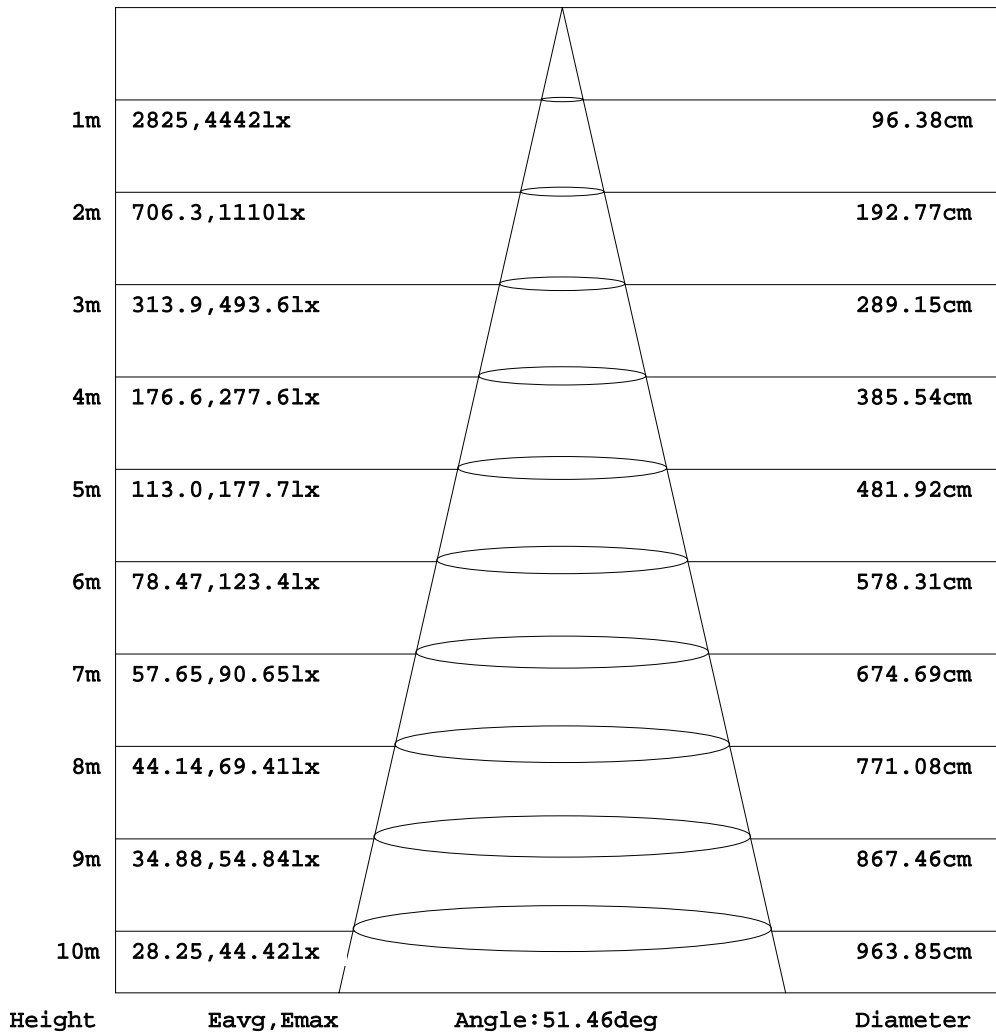 1m 2825,4442lx 96.38cm
2m 706.3,1110lx 192.77cm
3m 313.9,493.6lx 289.15cm
4m 176.6,277.6lx 385.54cm
5m 113.0,177.7lx 481.92cm
6m 78.47,123.4lx 578.31cm
7m 57.65,90.65lx 674.69cm
8m 44.14,69.41lx 771.08cm
9m 34.88,54.84lx 867.46cm
10m 28.25,44.42lx 963.85cm
Height Eavg,Emax Angle:51.46deg Diameter